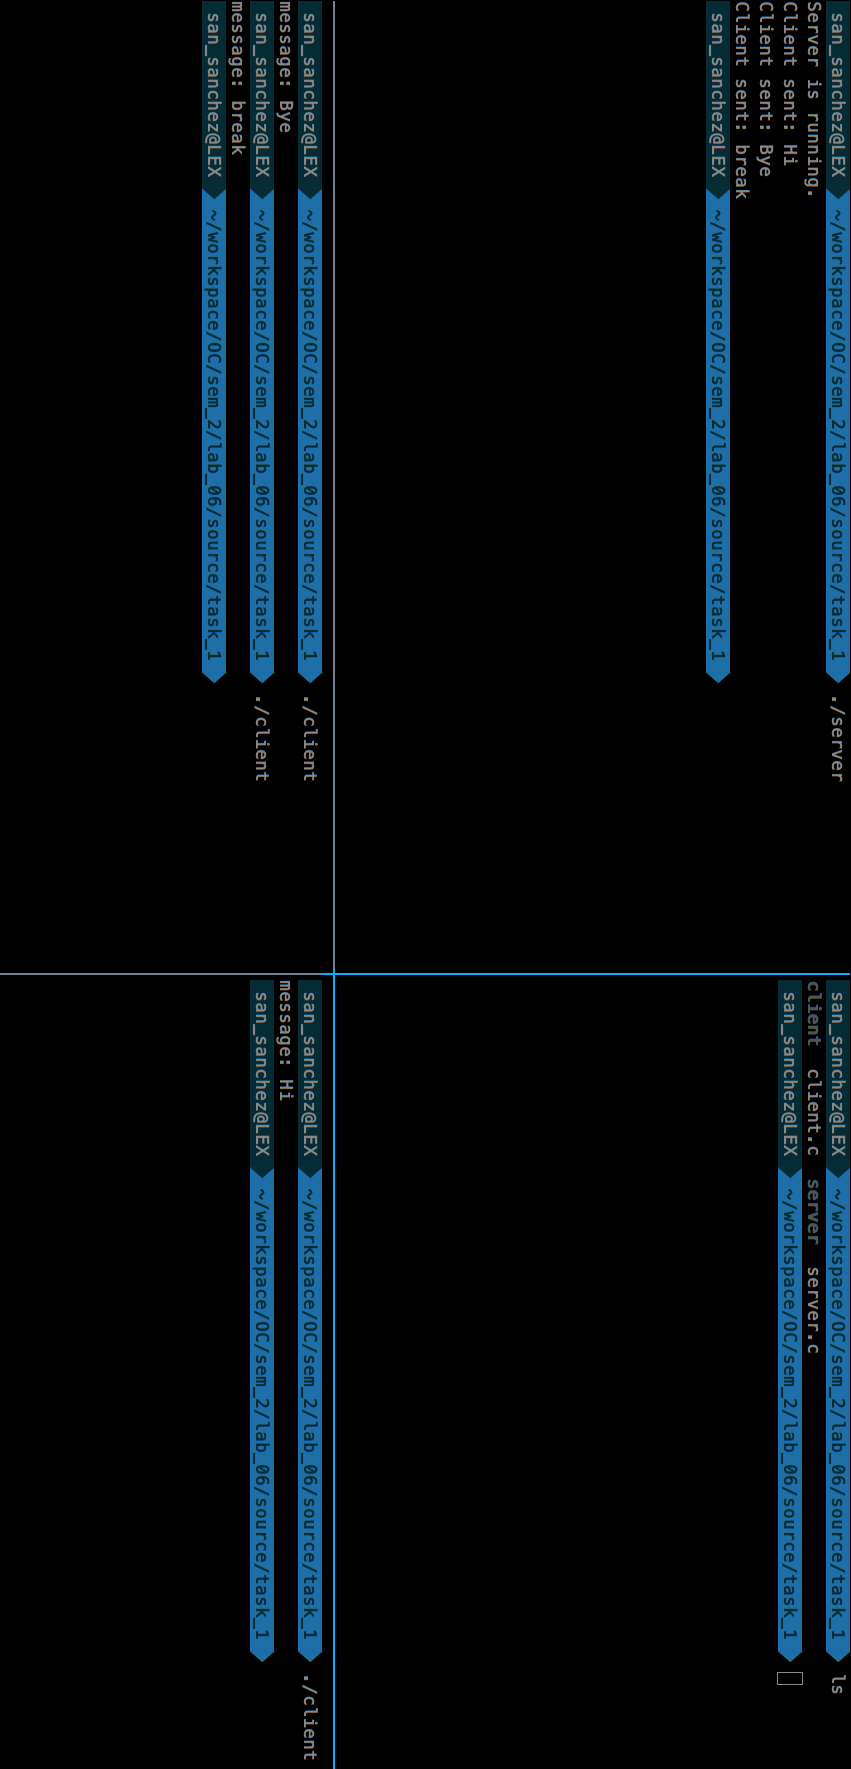 san_sanchez@LEX ~/workspace/OC/sem_2/lab_06/source/task_1 ./server
Server is running.
Client sent: Hi
Client sent: Bye
Client sent: break
san_sanchez@LEX ~/workspace/OC/sem_2/lab_06/source/task_1
san_sanchez@LEX ~/workspace/OC/sem_2/lab_06/source/task_1 ls
client client.c server server.c
san_sanchez@LEX ~/workspace/OC/sem_2/lab_06/source/task_1
san_sanchez@LEX ~/workspace/OC/sem_2/lab_06/source/task_1 ./client
message: Bye
san_sanchez@LEX ~/workspace/OC/sem_2/lab_06/source/task_1 ./client
message: break
san_sanchez@LEX ~/workspace/OC/sem_2/lab_06/source/task_1
san_sanchez@LEX ~/workspace/OC/sem_2/lab_06/source/task_1 ./client
message: Hi
san_sanchez@LEX ~/workspace/OC/sem_2/lab_06/source/task_1